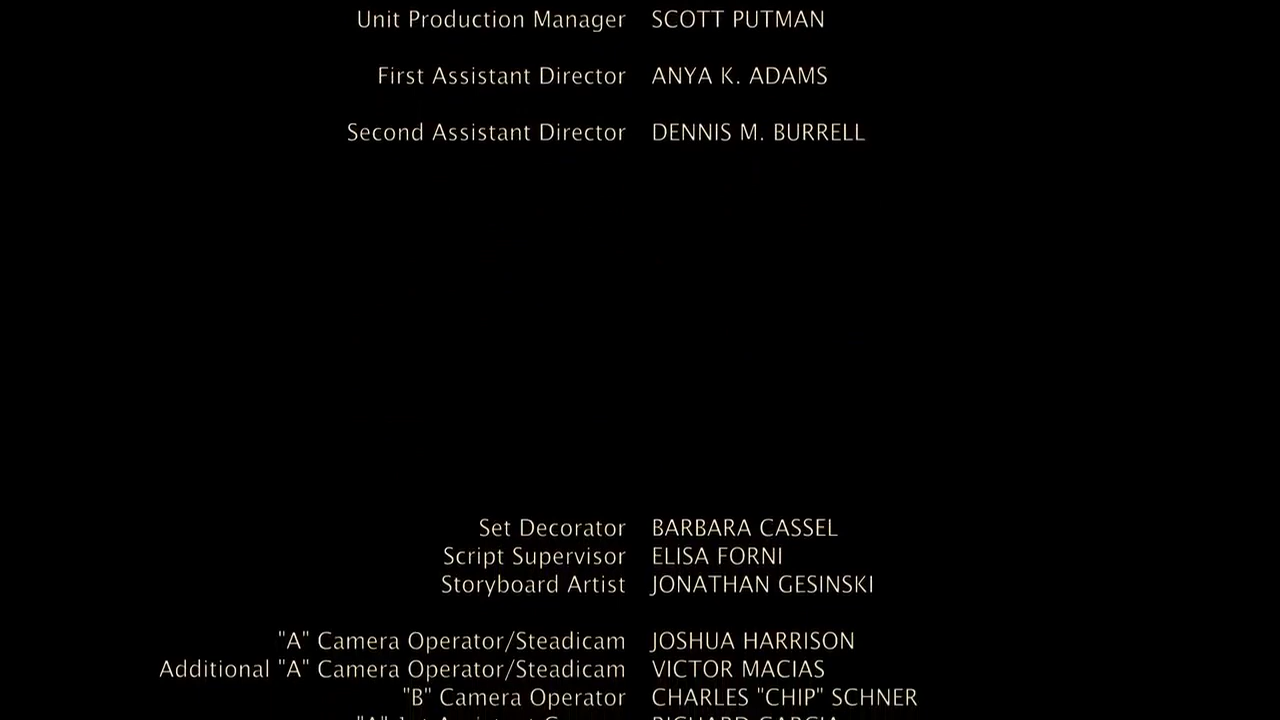 Unit Production Manager SCOTT PUTMAN
First Assistant Director ANYA K. ADAMS
Second Assistant Director DENNIS M. BURRELL
Set Decorator BARBARA CASSEL
Script Supervisor ELISA FORNI
Storyboard Artist JONATHAN GESINSKI
"A" Camera Operator/Steadicam JOSHUA HARRISON
Additional "A" Camera Operator/Steadicam VICTOR MACIAS
"B" Camera Operator CHARLES "CHIP" SCHNER